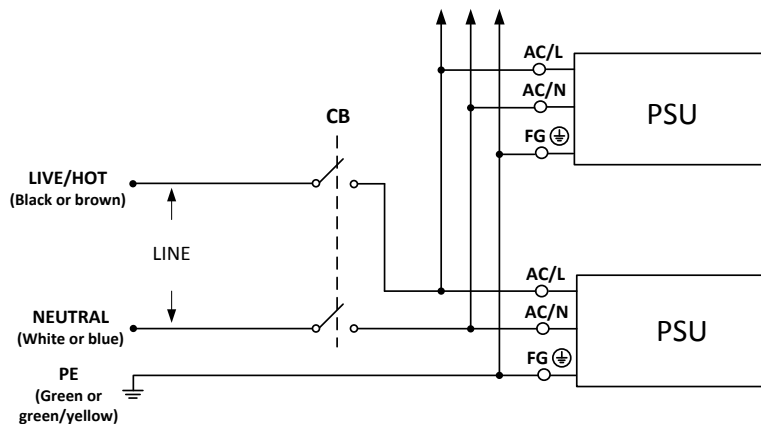 AC/L
AC/N
FG
PSU
CB
LIVE/HOT
(Black or brown)
LINE
NEUTRAL
(White or blue)
PE
(Green or
green/yellow)
AC/L
AC/N
FG
PSU